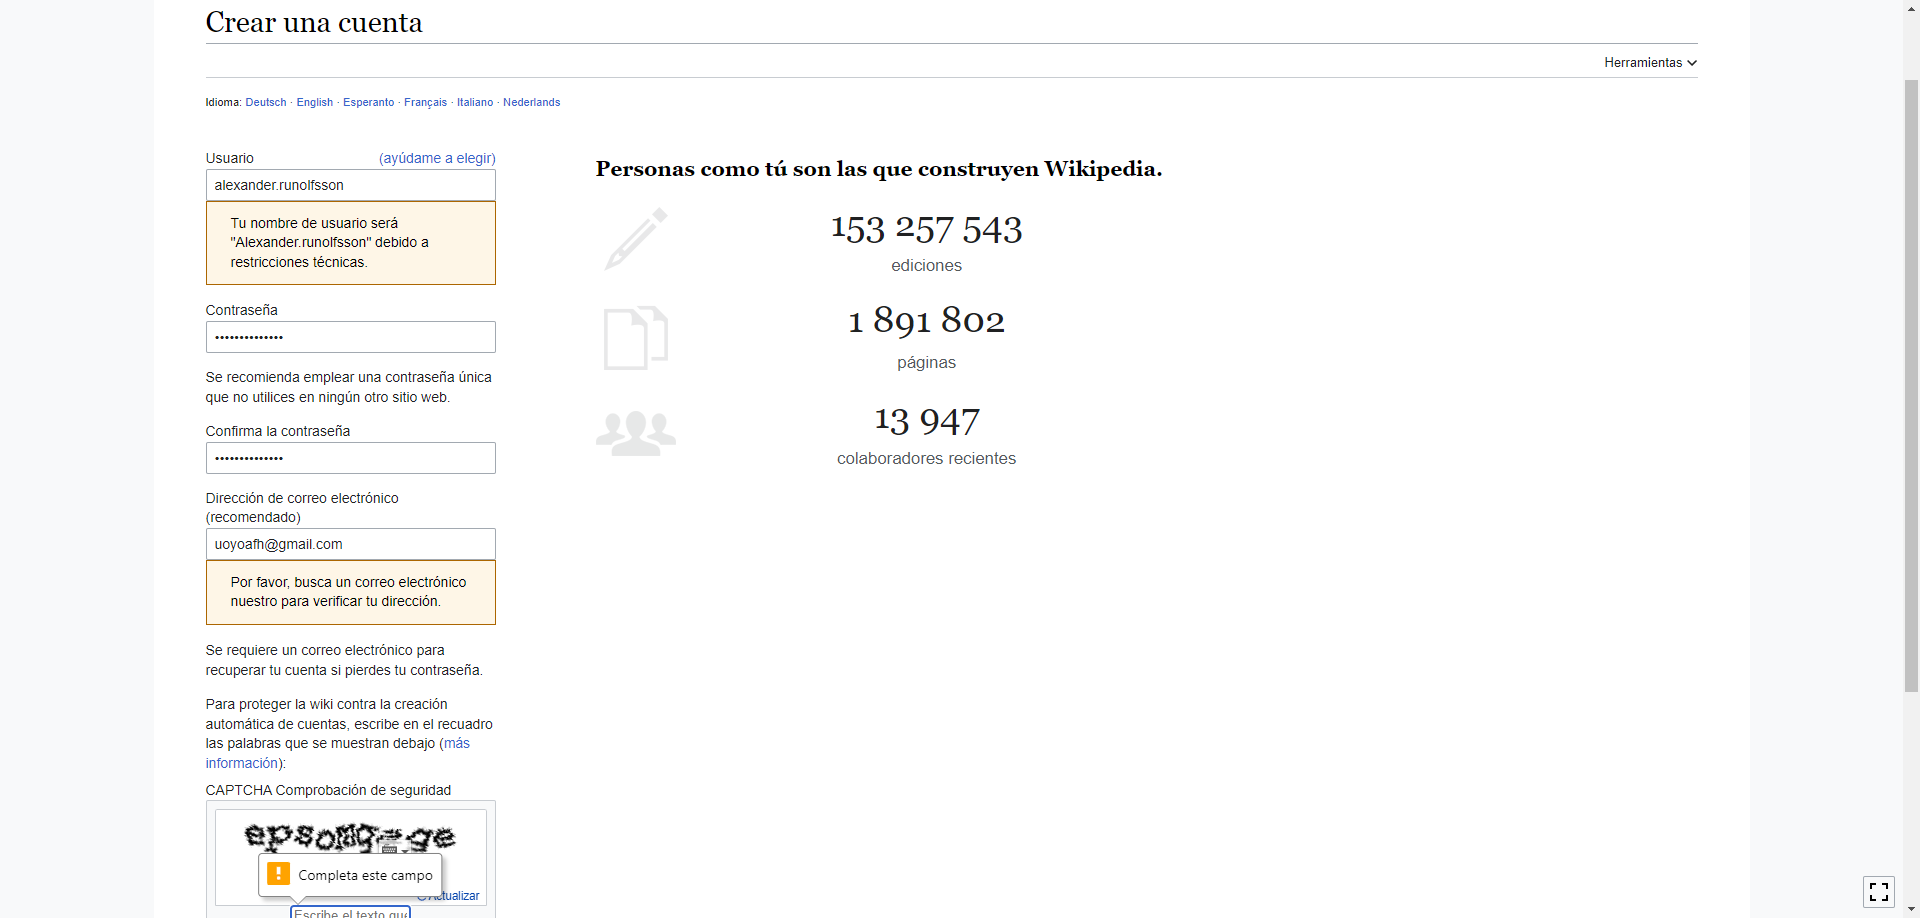 Crear una cuenta
Herramientas
Idioma: Deutsch · English · Esperanto · Français · Italiano · Nederlands
Usuario (ayúdame a elegir)
alexander.runolfsson
Tu nombre de usuario será
"Alexander.runolfsson" debido a
restricciones técnicas.
Contraseña
••••••••••••••
Se recomienda emplear una contraseña única
que no utilices en ningún otro sitio web.
Confirma la contraseña
••••••••••••••
Dirección de correo electrónico
(recomendado)
uoyoafh@gmail.com
Por favor, busca un correo electrónico
nuestro para verificar tu dirección.
Se requiere un correo electrónico para
recuperar tu cuenta si pierdes tu contraseña.
Para proteger la wiki contra la creación
automática de cuentas, escribe en el recuadro
las palabras que se muestran debajo (más
información):
CAPTCHA Comprobación de seguridad
Completa este campo
Actualizar
Escribe el texto que
Personas como tú son las que construyen Wikipedia.
153 257 543
ediciones
1 891 802
páginas
13 947
colaboradores recientes